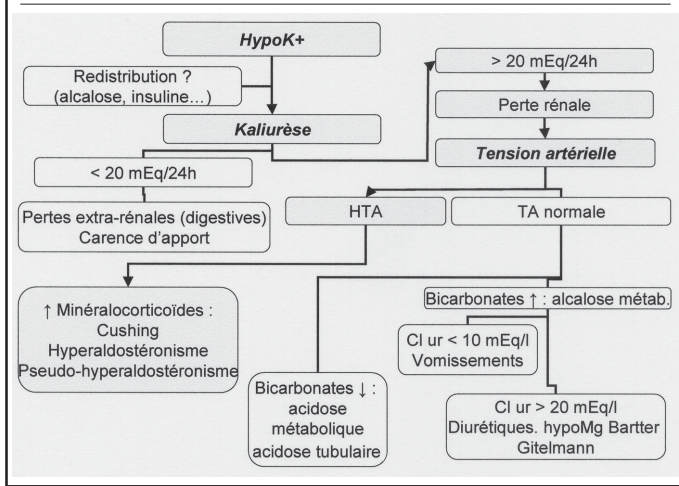 HypoK+
Redistribution ?
(alcalose, insuline...)
Kaliurèse
< 20 mEq/24h
Pertes extra-rénales (digestives)
Carence d'apport
> 20 mEq/24h
Perte rénale
Tension artérielle
HTA
TA normale
↑ Minéralocorticoïdes :
Cushing
Hyperaldostéronisme
Pseudo-hyperaldostéronisme
Bicarbonates ↓ :
acidose
métabolique
acidose tubulaire
Bicarbonates ↑ : alcalose métab.
Cl ur < 10 mEq/l
Vomissements
Cl ur > 20 mEq/l
Diurétiques. hypoMg Bartter
Gitelmann